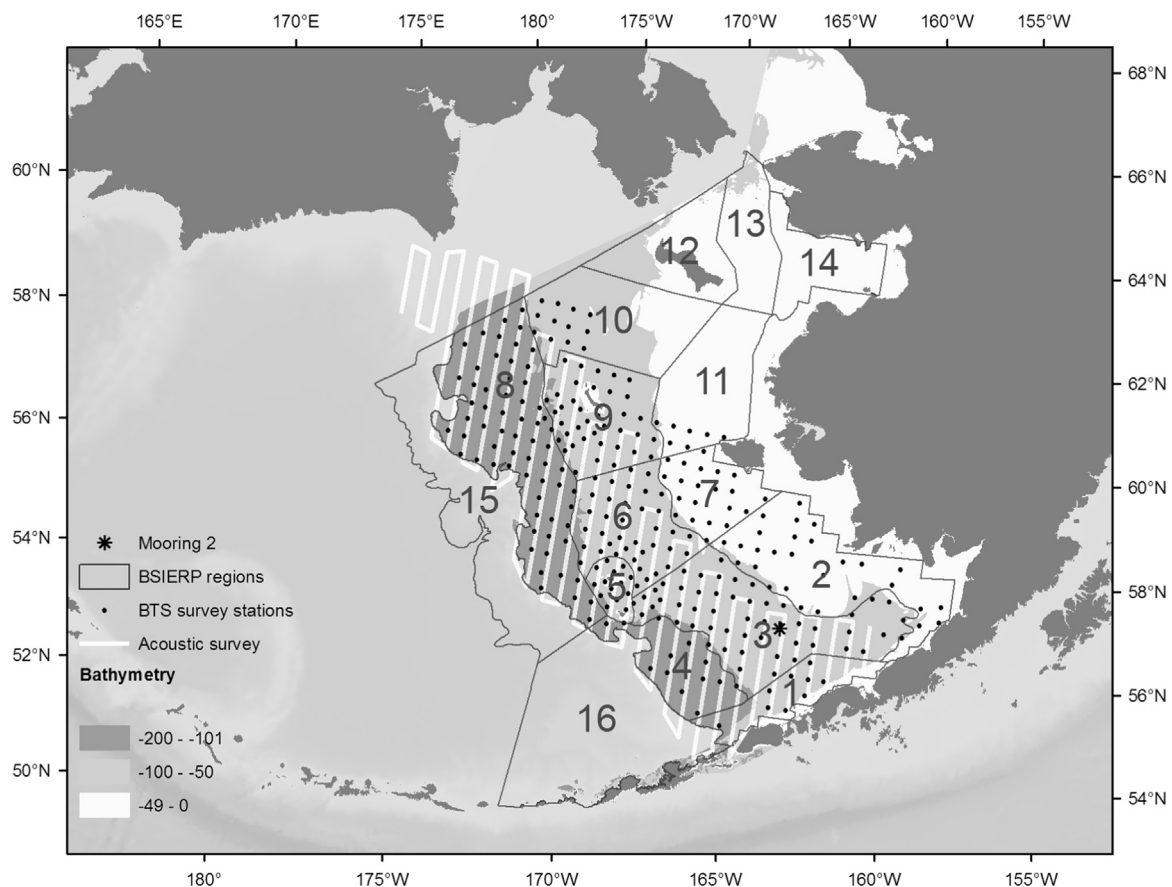 165°E 170°E 175°E 180° 175°W 170°W 165°W 160°W 155°W
68°N
60°N
66°N
13
12
14
64°N
58°N
10
11
62°N
8
56°N
9
15
7
60°N
6
54°N
Mooring 2
5
2
58°N
BSIERP regions
BTS survey stations
3
Acoustic survey
52°N
4
Bathymetry
1
56°N
16
-200 - -101
-100 - -50
50°N
-49 - 0
54°N
180° 175°W 170°W 165°W 160°W 155°W